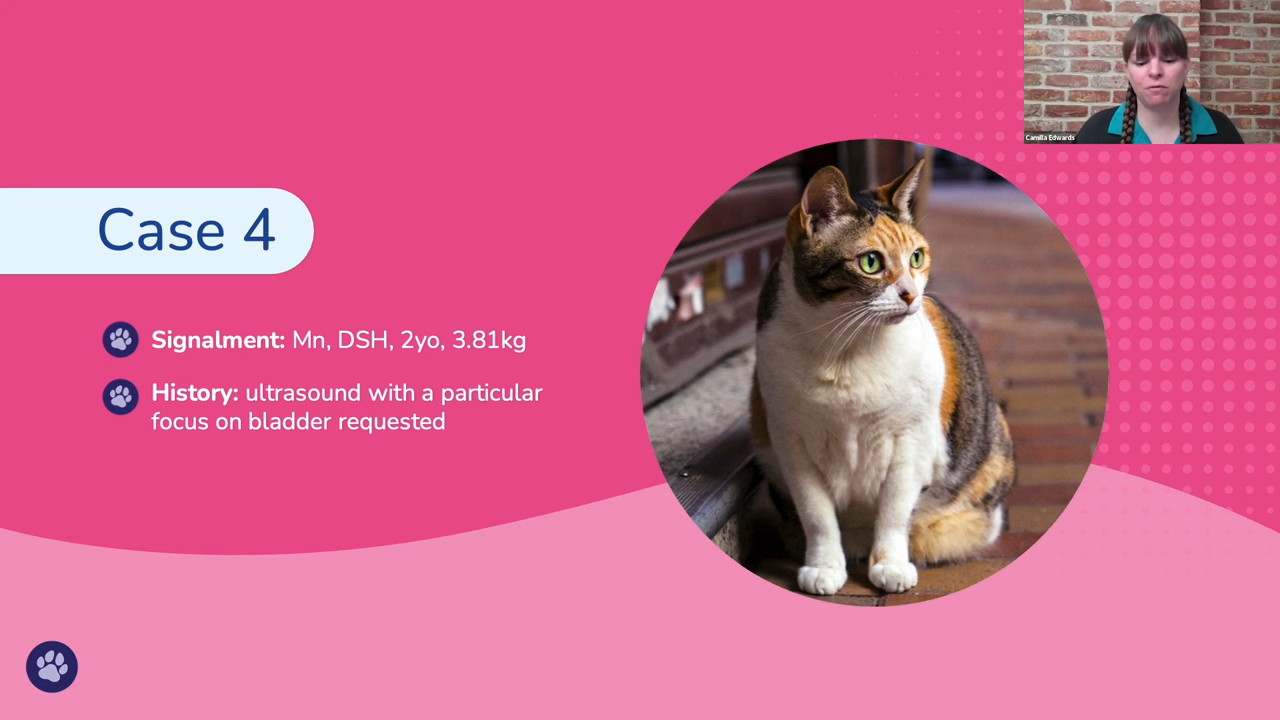 Camilla Edwards
Case 4
Signalment: Mn, DSH, 2yo, 3.81kg
History: ultrasound with a particular
focus on bladder requested